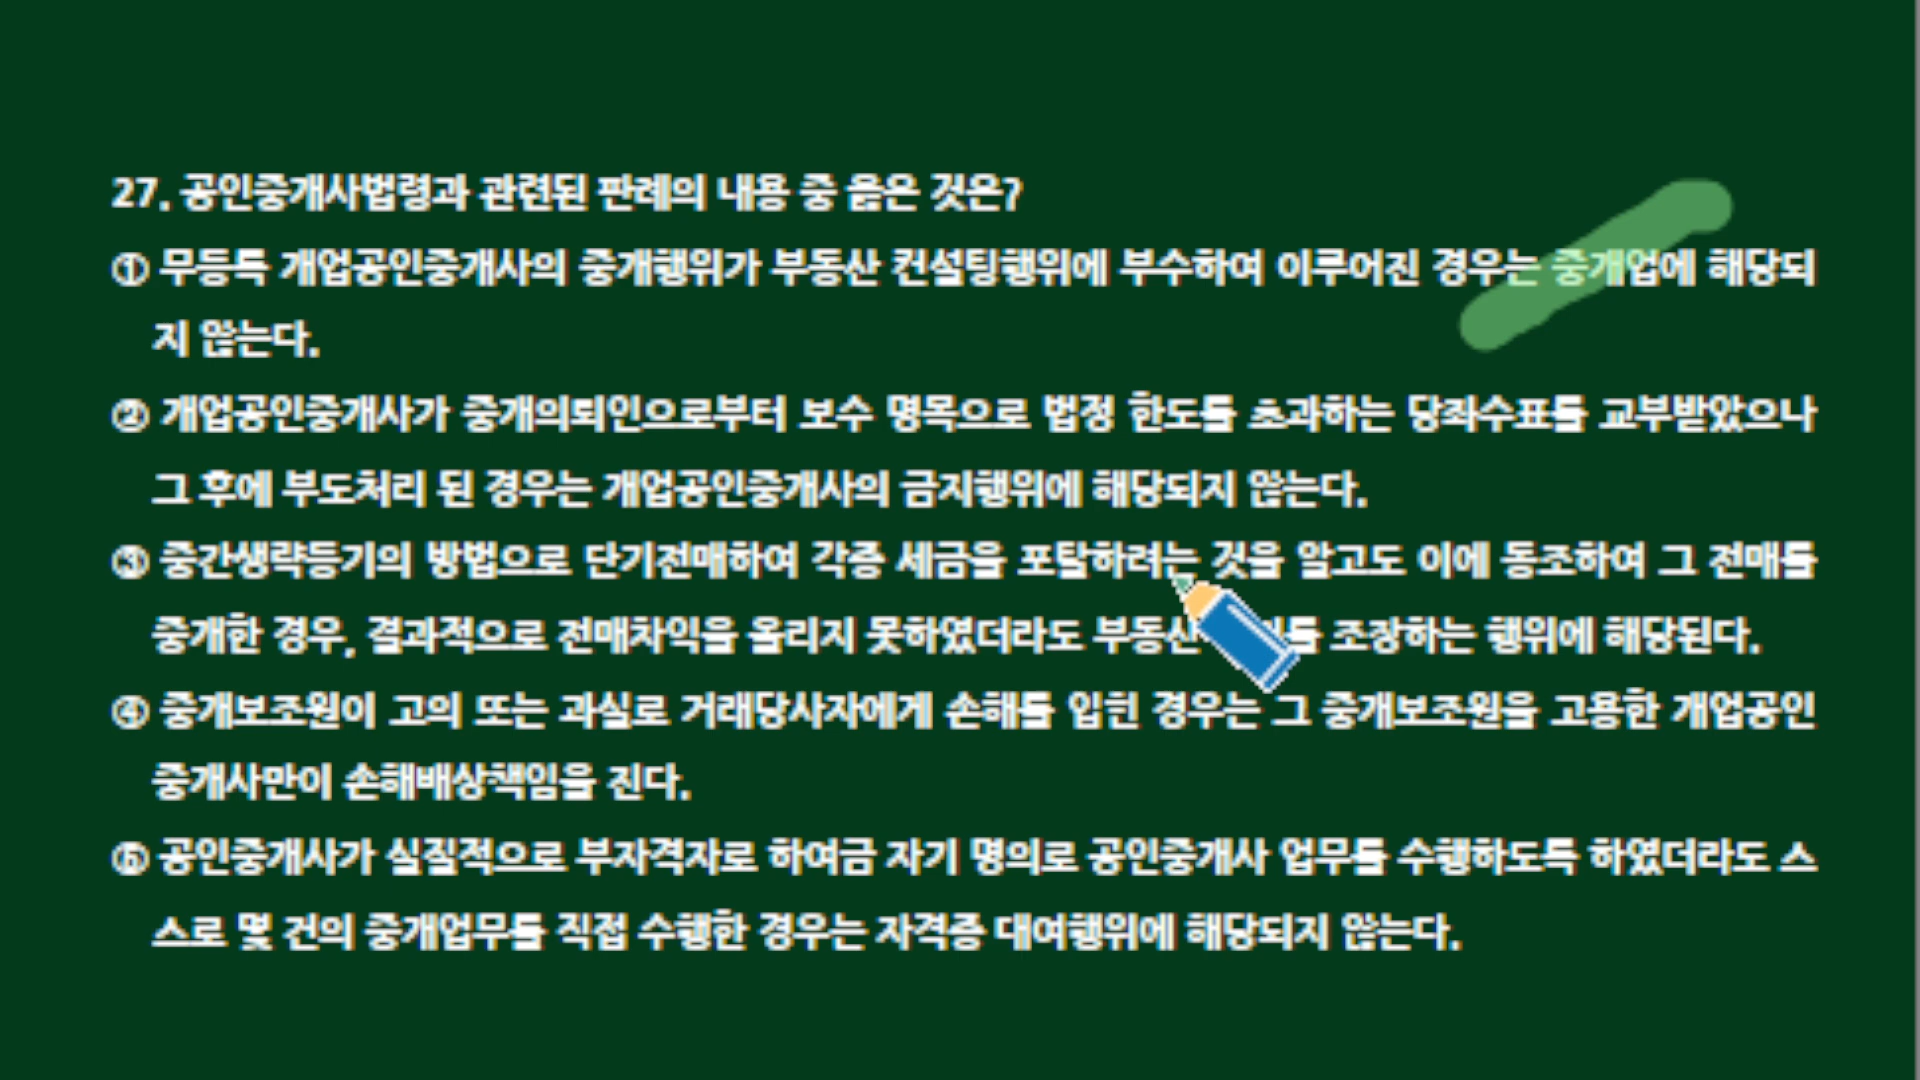 27. 공인중개사법령과 관련된 판례의 내용 중 옳은 것은?
① 무등록 개업공인중개사의 중개행위가 부동산 컨설팅행위에 부수하여 이루어진 경우는 중개업에 해당되
지 않는다.
② 개업공인중개사가 중개의뢰인으로부터 보수 명목으로 법정 한도를 초과하는 당좌수표를 교부받았으나
그 후에 부도처리 된 경우는 개업공인중개사의 금지행위에 해당되지 않는다.
③ 중간생략등기의 방법으로 단기전매하여 각종 세금을 포탈하려는 것을 알고도 이에 동조하여 그 전매를
중개한 경우, 결과적으로 전매차익을 올리지 못하였더라도 부동산 를 조장하는 행위에 해당된다.
④ 중개보조원이 고의 또는 과실로 거래당사자에게 손해를 입힌 경우는 그 중개보조원을 고용한 개업공인
중개사만이 손해배상책임을 진다.
⑤ 공인중개사가 실질적으로 무자격자로 하여금 자기 명의로 공인중개사 업무를 수행하도록 하였더라도 스
스로 몇 건의 중개업무를 직접 수행한 경우는 자격증 대여행위에 해당되지 않는다.